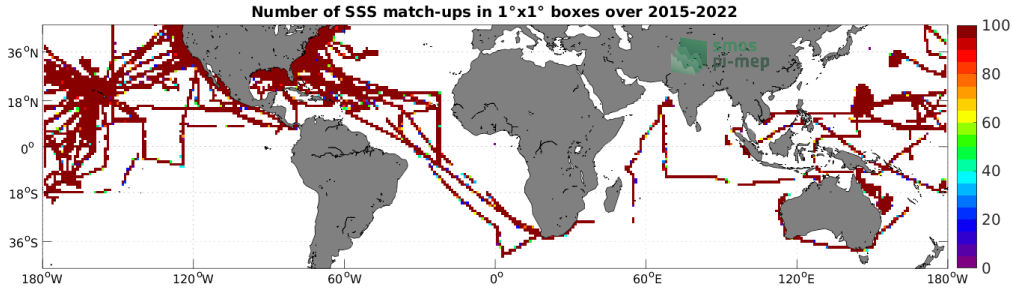 Number of SSS match-ups in 1°x1° boxes over 2015-2022
smos
pi-mep
36°N
18°N
0°
18°S
36°S
180°W
120°W
60°W
0°
60°E
120°E
180°W
100
80
60
40
20
0